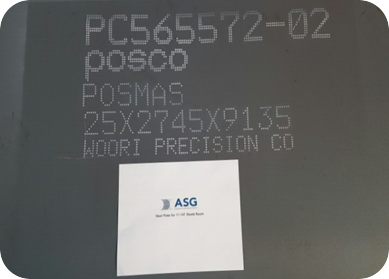 PC565572-02
posco
POSMAS
25X2745X9135
WOORI PRECISION CO
ASG